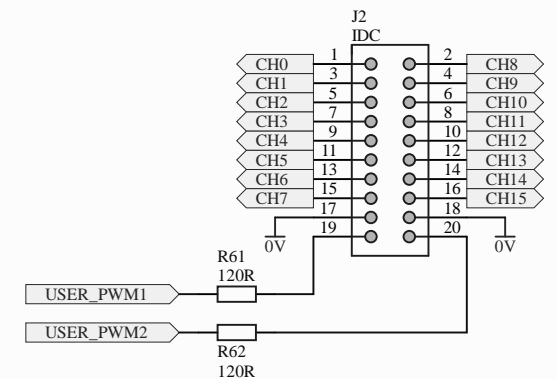 J2
IDC
CH0 1 2 CH8
CH1 3 4 CH9
CH2 5 6 CH10
CH3 7 8 CH11
CH4 9 10 CH12
CH5 11 12 CH13
CH6 13 14 CH14
CH7 15 16 CH15
17 18
0V 19 20 0V
R61
120R
USER_PWM1
USER_PWM2
R62
120R